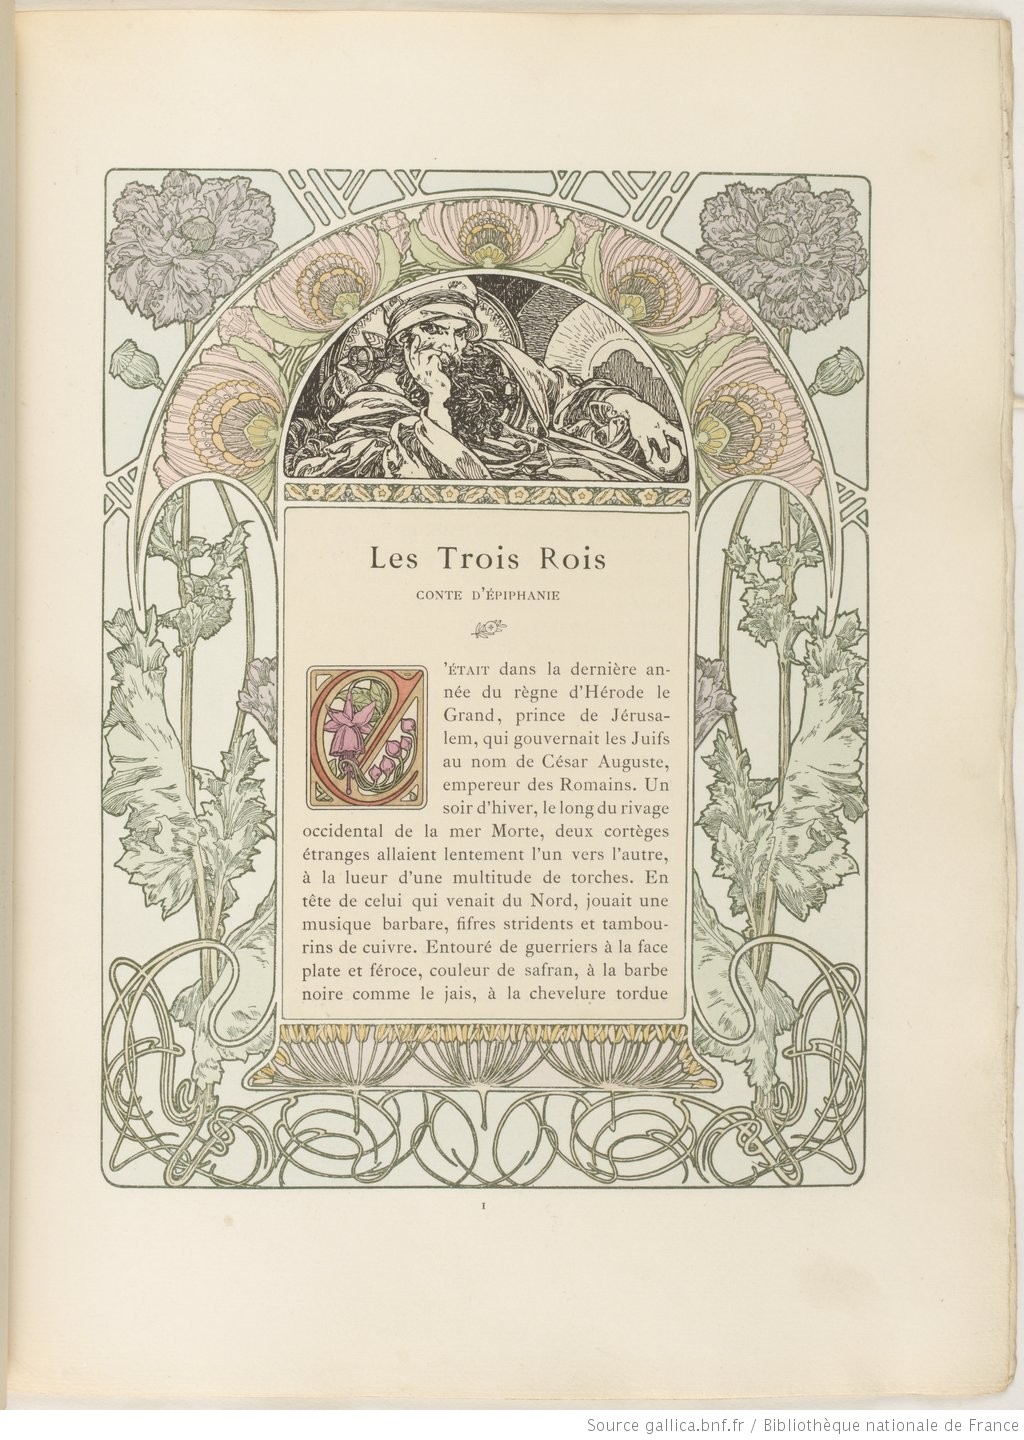 Les Trois Rois
CONTE D'ÉPIPHANIE
C'ÉTAIT dans la dernière an-
née du règne d'Hérode le
Grand, prince de Jérusa-
lem, qui gouvernait les Juifs
au nom de César Auguste,
empereur des Romains. Un
soir d'hiver, le long du rivage
occidental de la mer Morte, deux cortèges
étranges allaient lentement l'un vers l'autre,
à la lueur d'une multitude de torches. En
tête de celui qui venait du Nord, jouait une
musique barbare, fifres stridents et tambou-
rins de cuivre. Entouré de guerriers à la face
plate et féroce, couleur de safran, à la barbe
noire comme le jais, à la chevelure tordue
1
Source gallica.bnf.fr / Bibliothèque nationale de France